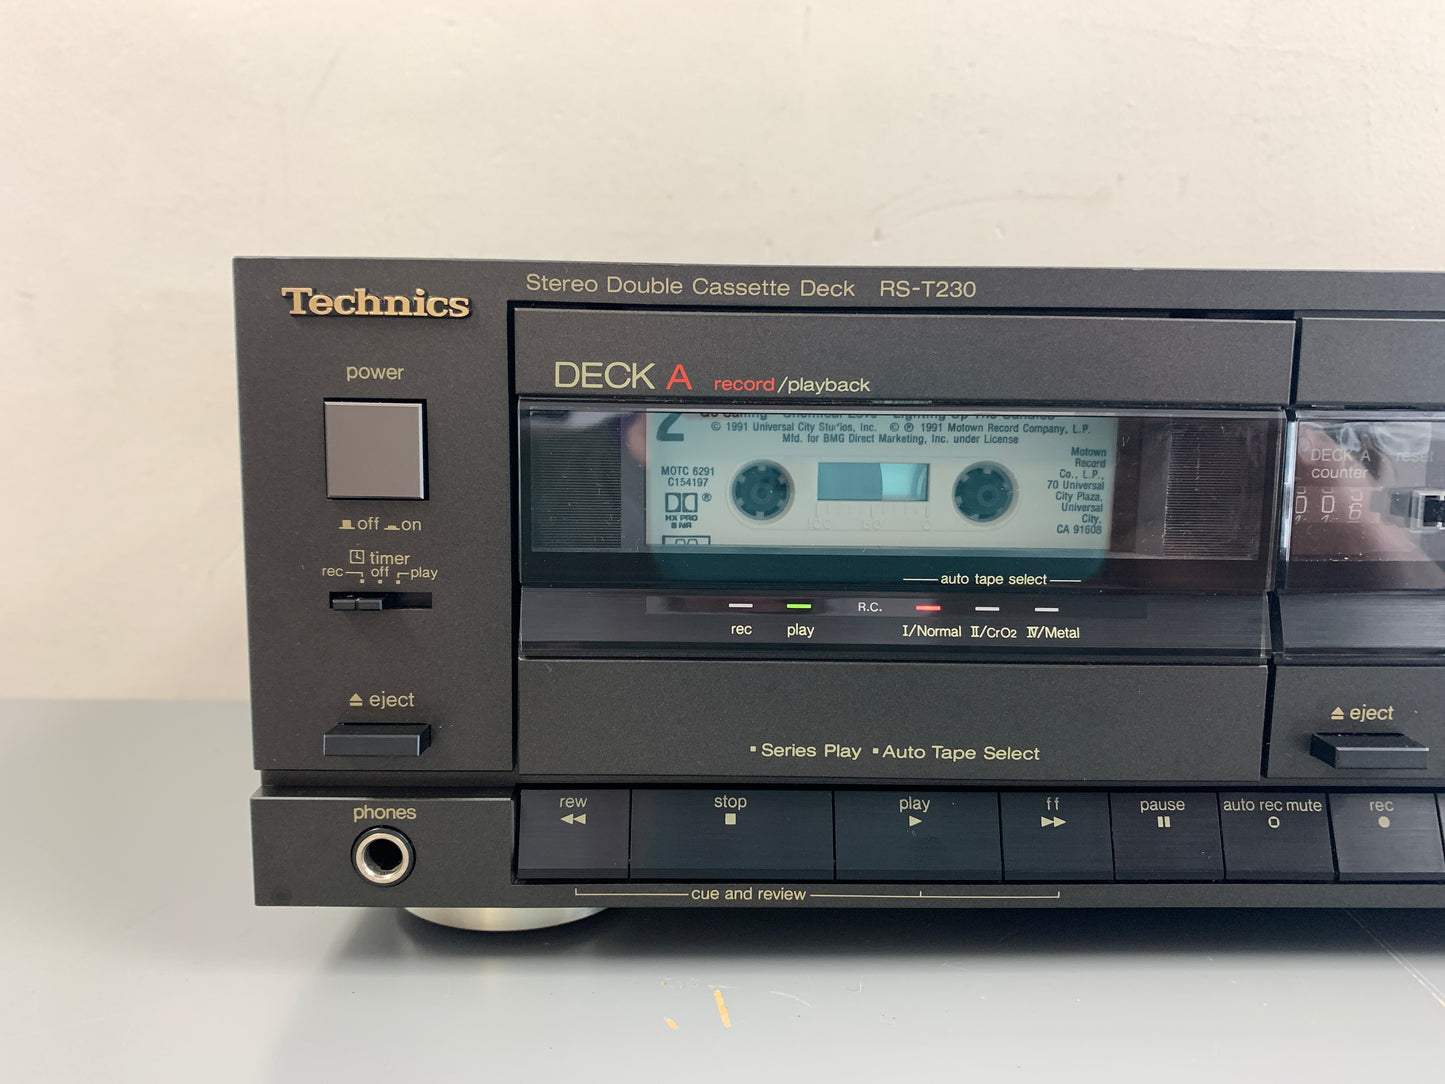 Technics
Stereo Double Cassette Deck RS-T230
power
off on
timer
rec off play
eject
phones
DECK A record/playback
2
© 1991 Universal City Studios, Inc. © ℗ 1991 Motown Record Company, L.P.
Mfd. for BMG Direct Marketing, Inc. under License
MOTC 6291
C154197
HX PRO
B NR
Motown
Record
Co., L.P.,
70 Universal
City Plaza,
Universal
City,
CA 91608
100 50 0
auto tape select
rec play R.C. I/Normal II/CrO2 IV/Metal
Series Play Auto Tape Select
DECK A reset
counter
eject
rew stop play ff pause auto rec mute rec
cue and review